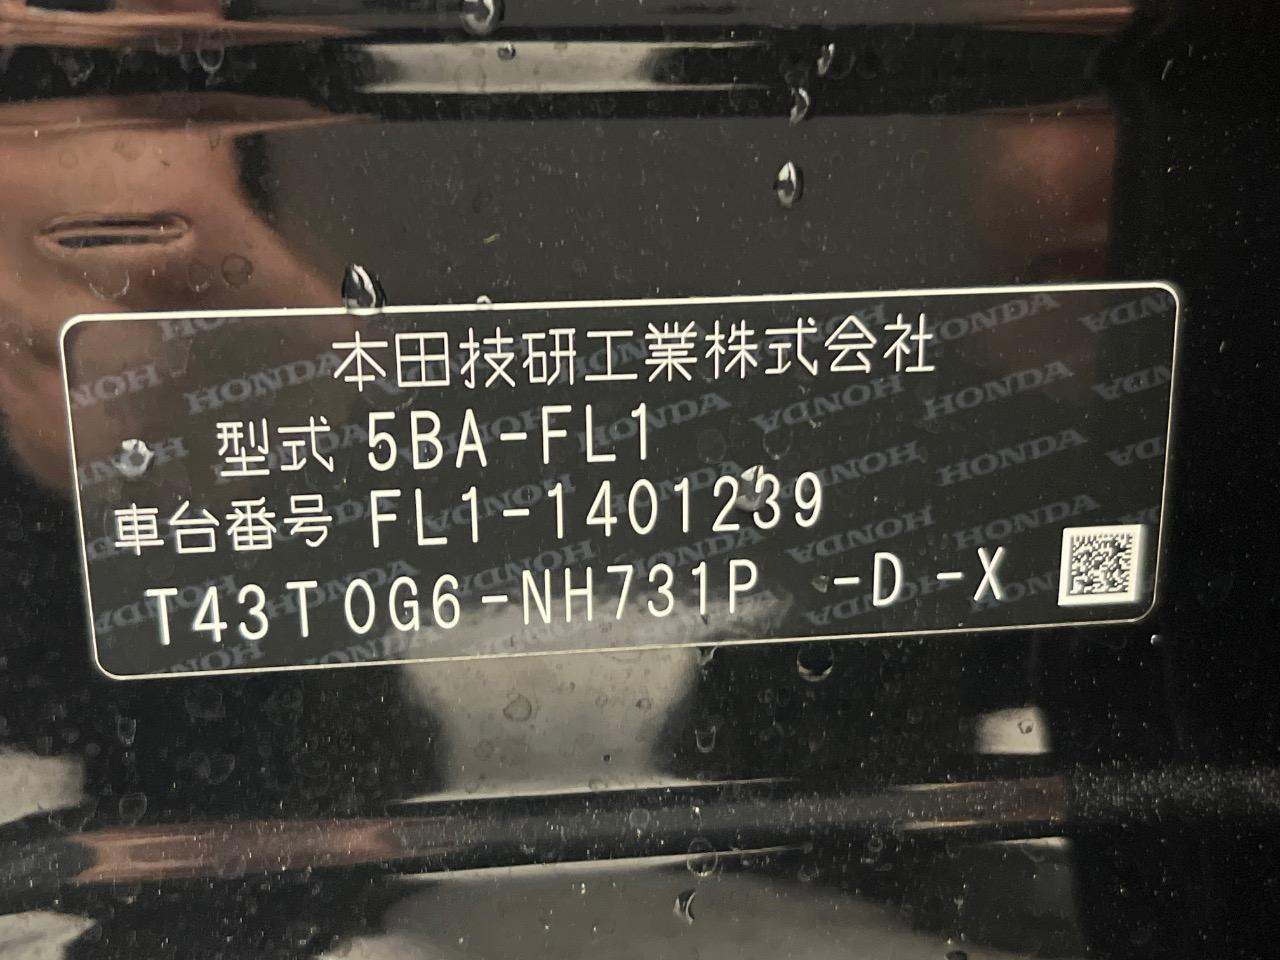 本田技研工業株式会社
型式 5BA-FL1
車台番号 FL1-1401239
T43T0G6-NH731P -D-X